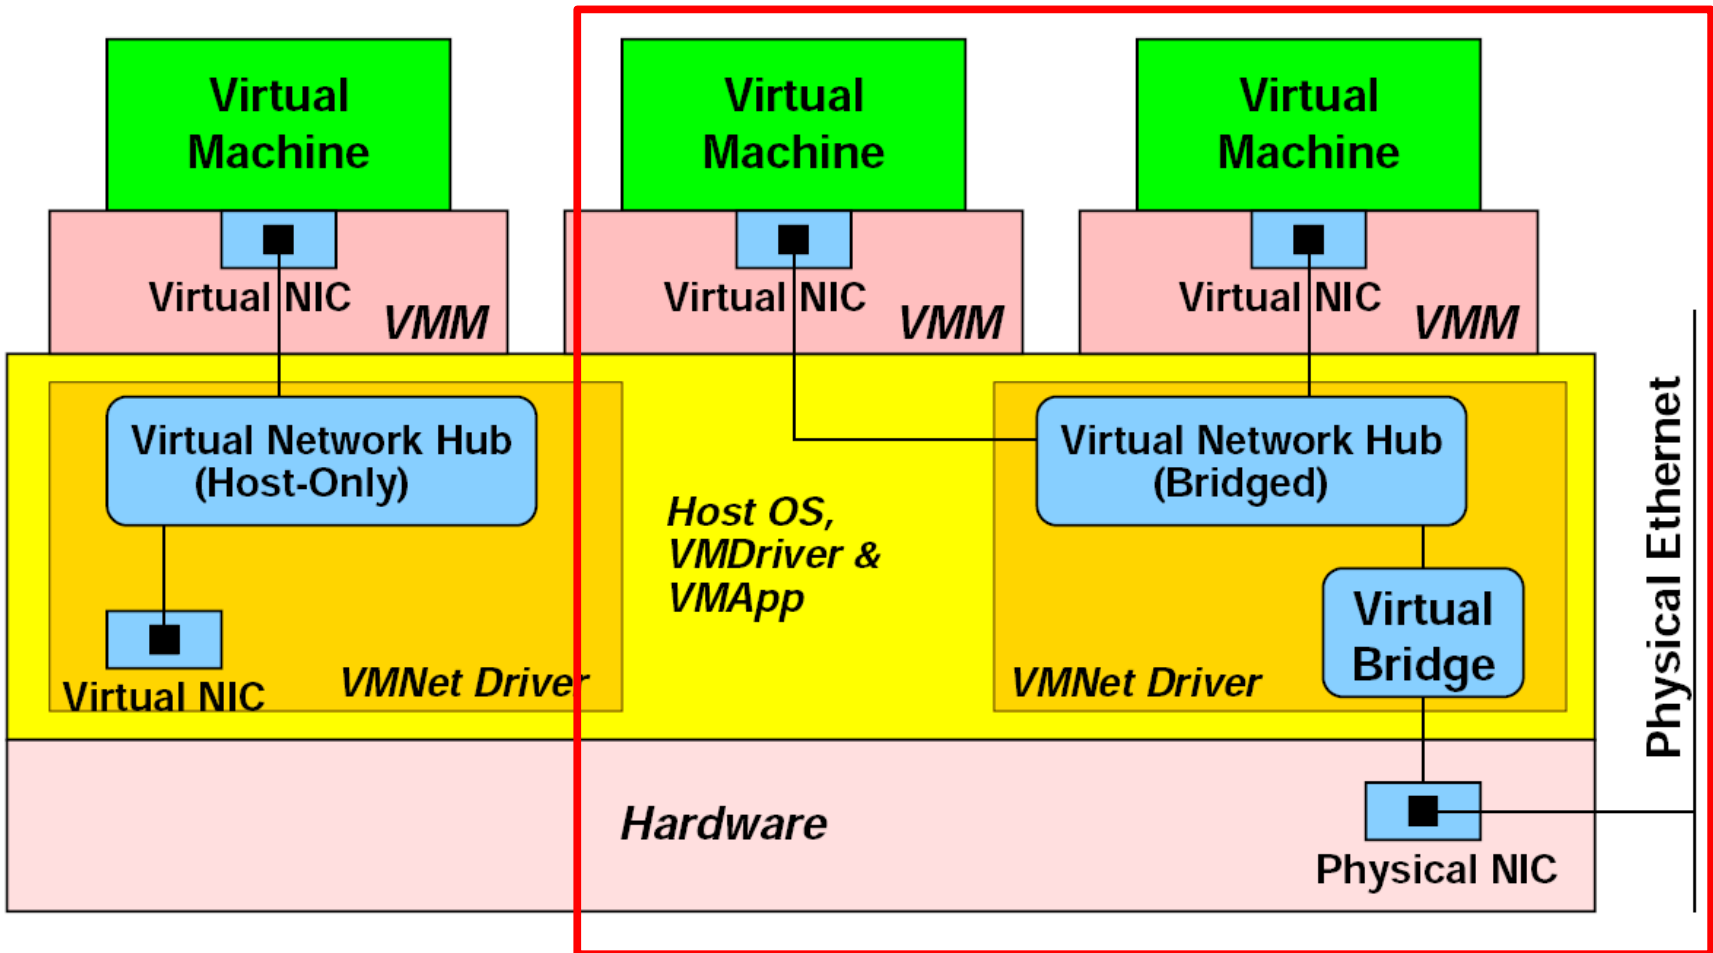 Virtual
Machine
Virtual
Machine
Virtual
Machine
Virtual NIC
VMM
Virtual NIC
VMM
Virtual NIC
VMM
Virtual Network Hub
(Host-Only)
Virtual NIC
VMNet Driver
Host OS,
VMDriver &
VMApp
Virtual Network Hub
(Bridged)
Virtual
Bridge
VMNet Driver
Hardware
Physical NIC
Physical Ethernet